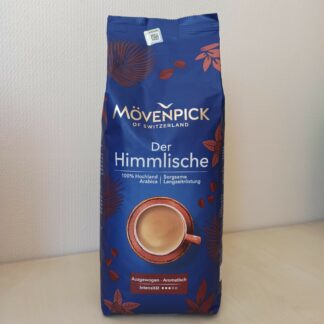 MÖVENPICK
OF SWITZERLAND
Der
Himmlische
100% Hochland Arabica
Sorgsame Langzeitröstung
Ausgewogen · Aromatisch
Intensität